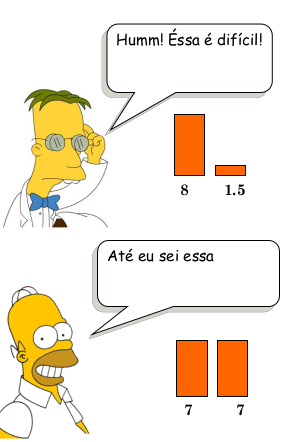 Humm! Éssa é difícil!
8 1.5
Até eu sei essa
7 7